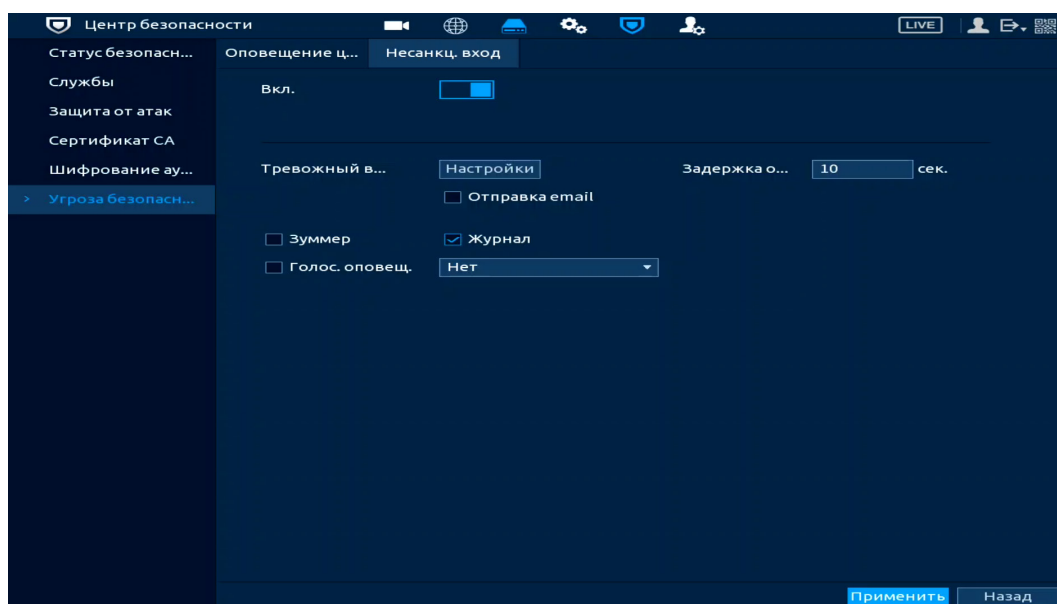 Центр безопасности
LIVE
Статус безопасн...
Службы
Защита от атак
Сертификат CA
Шифрование ау...
Угроза безопасн...
Оповещение ц...
Несанкц. вход
Вкл.
Тревожный в...
Настройки
Задержка о...
10
сек.
Отправка email
Зуммер
Журнал
Голос. оповещ.
Нет
Применить
Назад